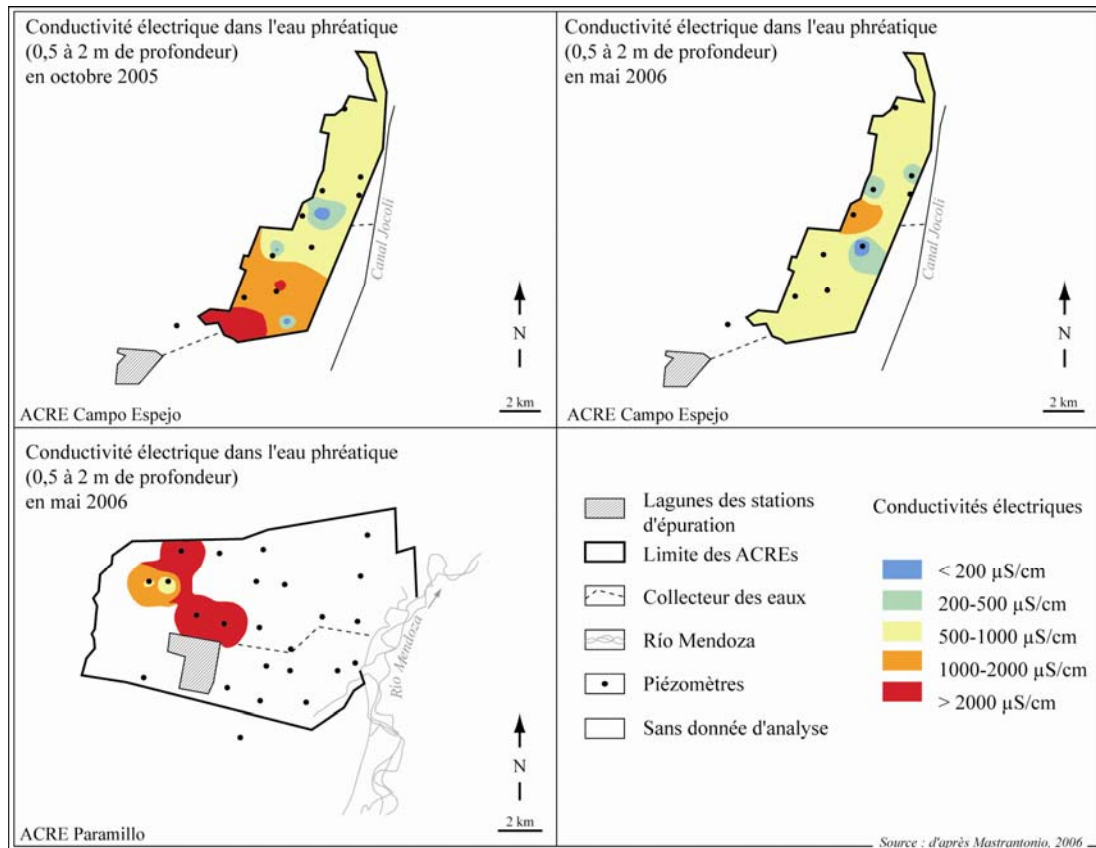 Conductivité électrique dans l'eau phréatique
(0,5 à 2 m de profondeur)
en octobre 2005
Canal Jocoli
N
2 km
ACRE Campo Espejo
Conductivité électrique dans l'eau phréatique
(0,5 à 2 m de profondeur)
en mai 2006
Canal Jocoli
N
2 km
ACRE Campo Espejo
Conductivité électrique dans l'eau phréatique
(0,5 à 2 m de profondeur)
en mai 2006
Río Mendoza
N
2 km
ACRE Paramillo
Lagunes des stations
d'épuration
Limite des ACREs
Collecteur des eaux
Río Mendoza
Piézomètres
Sans donnée d'analyse
Conductivités électriques
< 200 µS/cm
200-500 µS/cm
500-1000 µS/cm
1000-2000 µS/cm
> 2000 µS/cm
Source : d'après Mastrantonio, 2006